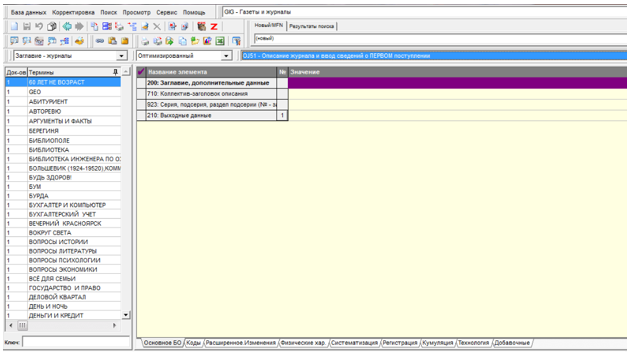 База данных Корректировка Поиск Просмотр Сервис Помощь
GIG - Газеты и журналы
Новый MFN Результаты поиска
(новый)
Заглавие - журналы
Оптимизированный
OJ51 - Описание журнала и ввод сведений о ПЕРВОМ поступлении
Док-ов Термины
1 60 ЛЕТ НЕ ВОЗРАСТ
1 GEO
1 АБИТУРИЕНТ
1 АВТОРЕВЮ
1 АРГУМЕНТЫ И ФАКТЫ
1 БЕРЕГИНЯ
1 БИБЛИОПОЛЕ
1 БИБЛИОТЕКА
1 БИБЛИОТЕКА ИНЖЕНЕРА ПО ОХ
1 БОЛЬШЕВИК (1924-19520),КОММ
1 БУДЬ ЗДОРОВ!
1 БУМ
1 БУРДА
1 БУХГАЛТЕР И КОМПЬЮТЕР
1 БУХГАЛТЕРСКИЙ УЧЕТ
1 ВЕЧЕРНИЙ КРАСНОЯРСК
1 ВОКРУГ СВЕТА
1 ВОПРОСЫ ИСТОРИИ
1 ВОПРОСЫ ЛИТЕРАТУРЫ
1 ВОПРОСЫ ПСИХОЛОГИИ
1 ВОПРОСЫ ЭКОНОМИКИ
1 ВСЁ ДЛЯ СЕМЬИ
1 ГОСУДАРСТВО И ПРАВО
1 ДЕЛОВОЙ КВАРТАЛ
1 ДЕНЬ И НОЧЬ
1 ДЕНЬГИ И КРЕДИТ
Ключ:
Название элемента № Значение
200: Заглавие, дополнительные данные
710: Коллектив-заголовок описания
923: Серия, подсерия, раздел подсерии (№ - з
210: Выходные данные 1
Основное БО Коды Расширенное.Изменения Физические хар. Систематизация Регистрация Кумуляция Технология Добавочные